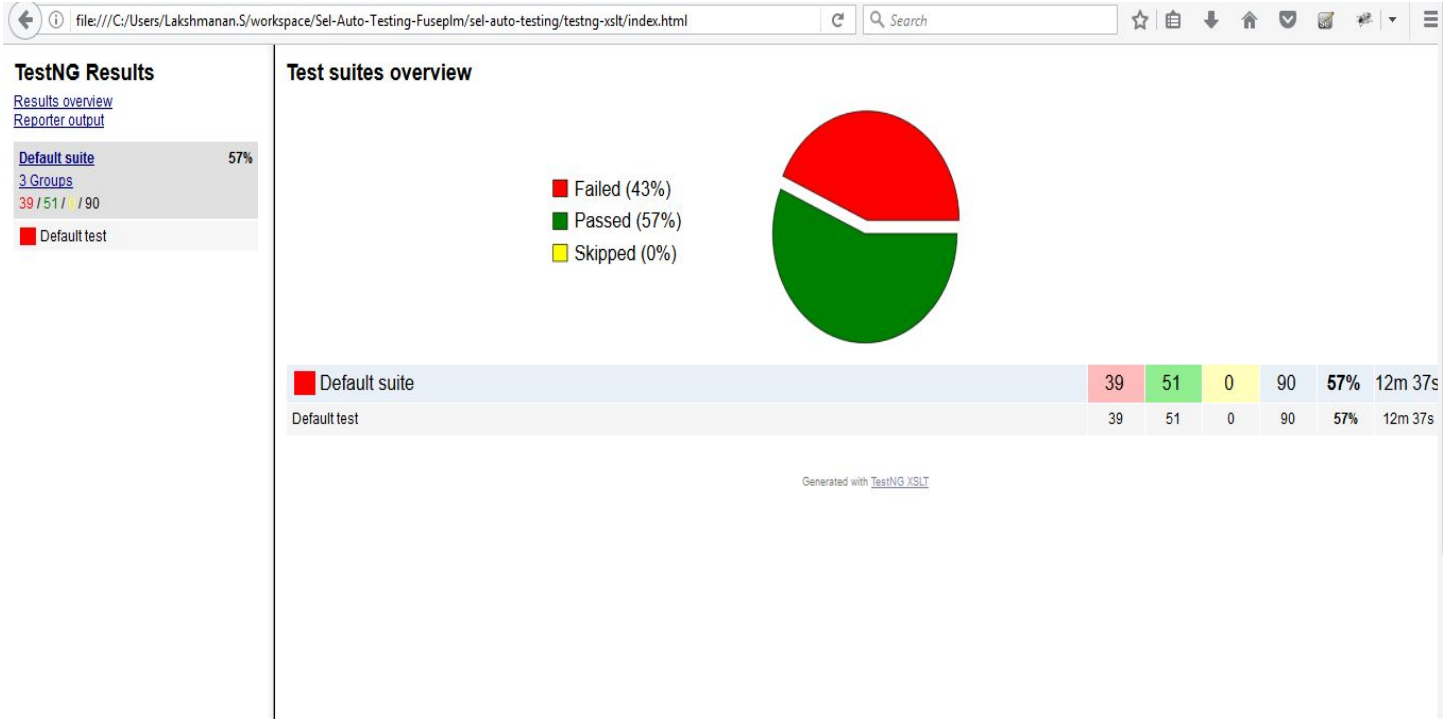 file:///C:/Users/Lakshmanan.S/workspace/Sel-Auto-Testing-Fuseplm/sel-auto-testing/testng-xslt/index.html
Search
TestNG Results
Results overview
Reporter output
Default suite 57%
3 Groups
39 / 51 / 0 / 90
Default test
Test suites overview
Failed (43%)
Passed (57%)
Skipped (0%)
Default suite 39 51 0 90 57% 12m 37s
Default test 39 51 0 90 57% 12m 37s
Generated with TestNG XSLT